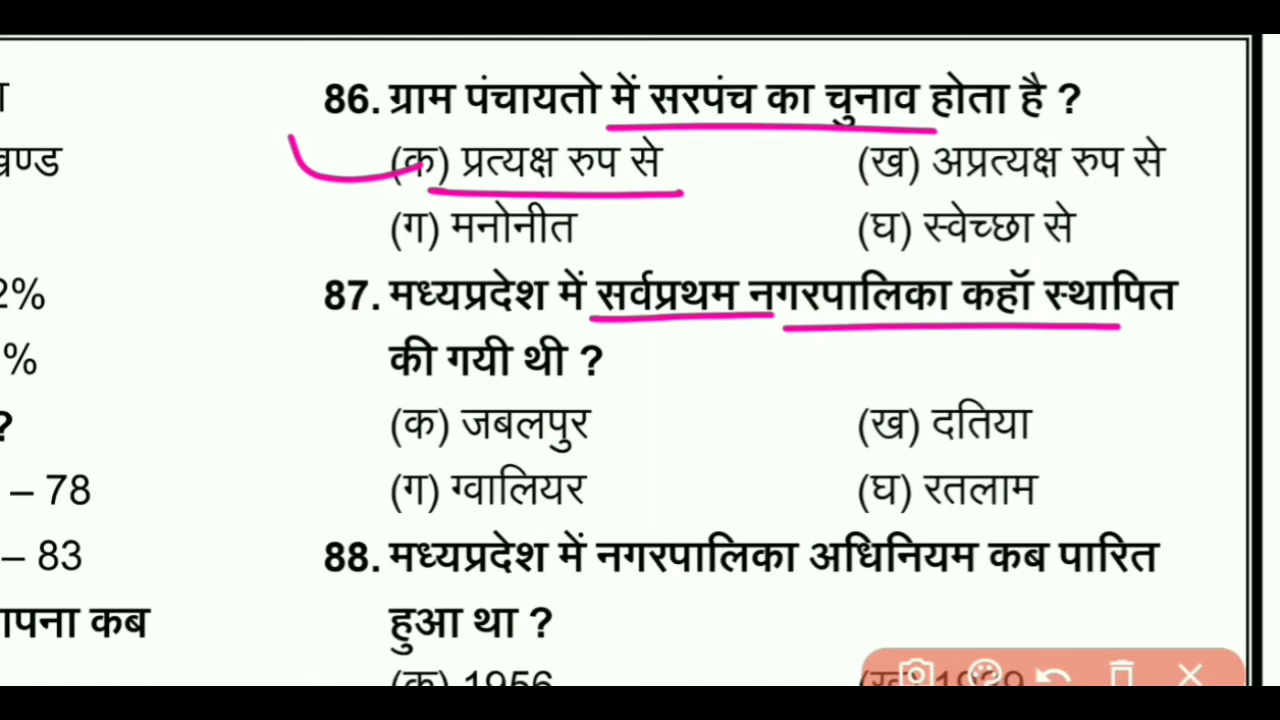 2%
%
?
– 78
– 83
कब
86. ग्राम पंचायतो में सरपंच का चुनाव होता है ?
(क) प्रत्यक्ष रुप से (ख) अप्रत्यक्ष रुप से
(ग) मनोनीत (घ) स्वेच्छा से
87. मध्यप्रदेश में सर्वप्रथम नगरपालिका कहॉ स्थापित
की गयी थी ?
(क) जबलपुर (ख) दतिया
(ग) ग्वालियर (घ) रतलाम
88. मध्यप्रदेश में नगरपालिका अधिनियम कब पारित
हुआ था ?
(क) 1956 (ख)